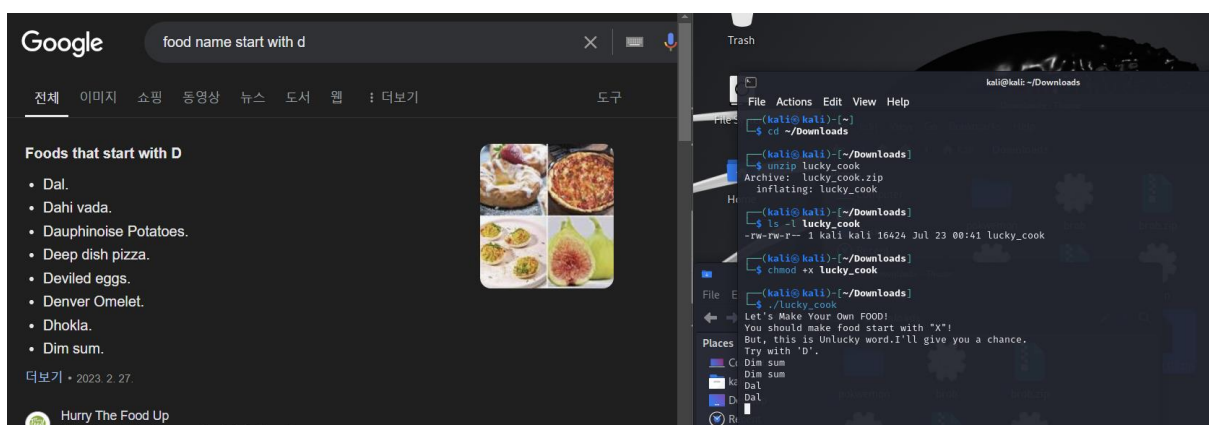 Google
food name start with d
전체 이미지 쇼핑 동영상 뉴스 도서 웹 : 더보기 도구
Foods that start with D
• Dal.
• Dahi vada.
• Dauphinoise Potatoes.
• Deep dish pizza.
• Deviled eggs.
• Denver Omelet.
• Dhokla.
• Dim sum.
더보기 • 2023. 2. 27.
Hurry The Food Up
Trash
kali@kali: ~/Downloads
File Actions Edit View Help
┌──(kali㉿kali)-[~]
└─$ cd ~/Downloads
┌──(kali㉿kali)-[~/Downloads]
└─$ unzip lucky_cook
Archive:  lucky_cook.zip
  inflating: lucky_cook
┌──(kali㉿kali)-[~/Downloads]
└─$ ls -l lucky_cook
-rw-rw-r-- 1 kali kali 16424 Jul 23 00:41 lucky_cook
┌──(kali㉿kali)-[~/Downloads]
└─$ chmod +x lucky_cook
┌──(kali㉿kali)-[~/Downloads]
└─$ ./lucky_cook
Let's Make Your Own FOOD!
You should make food start with "X"!
But, this is Unlucky word.I'll give you a chance.
Try with 'D'.
Dim sum
Dim sum
Dal
Dal
File
Places